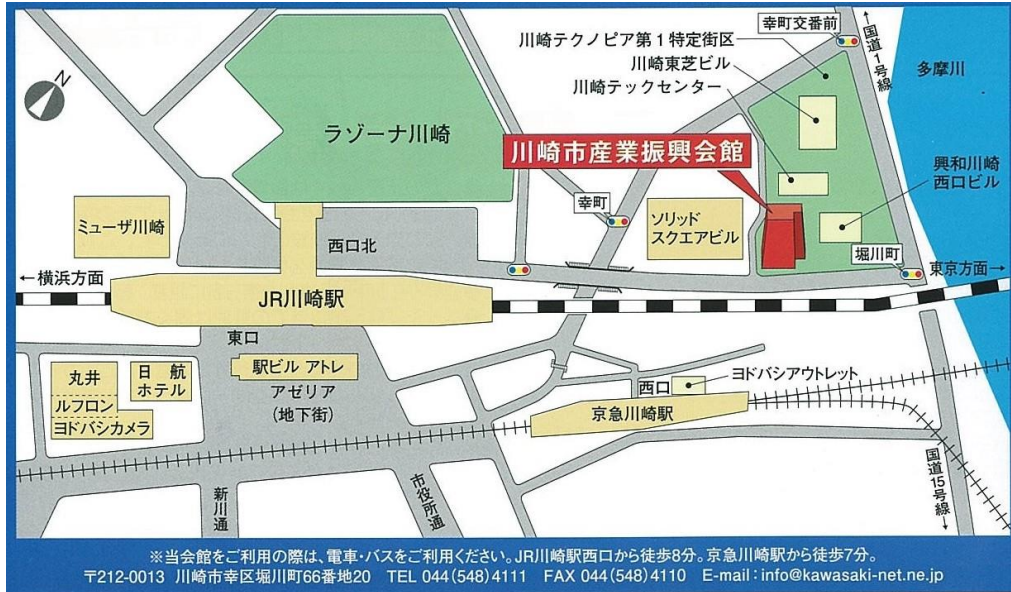 幸町交番前
←国道1号線
川崎テクノピア第1特定街区
川崎東芝ビル
川崎テックセンター
多摩川
N
ラゾーナ川崎
川崎市産業振興会館
興和川崎
西口ビル
幸町
ミューザ川崎
ソリッド
スクエアビル
西口北
堀川町
←横浜方面
東京方面→
JR川崎駅
東口
駅ビル アトレ
丸井
日航
ホテル
ルフロン
ヨドバシカメラ
アゼリア
(地下街)
西口
ヨドバシアウトレット
京急川崎駅
新川通
市役所通
国道15号線→
※当会館をご利用の際は、電車・バスをご利用ください。JR川崎駅西口から徒歩8分。京急川崎駅から徒歩7分。
〒212-0013 川崎市幸区堀川町66番地20 TEL 044(548)4111 FAX 044(548)4110 E-mail:info@kawasaki-net.ne.jp